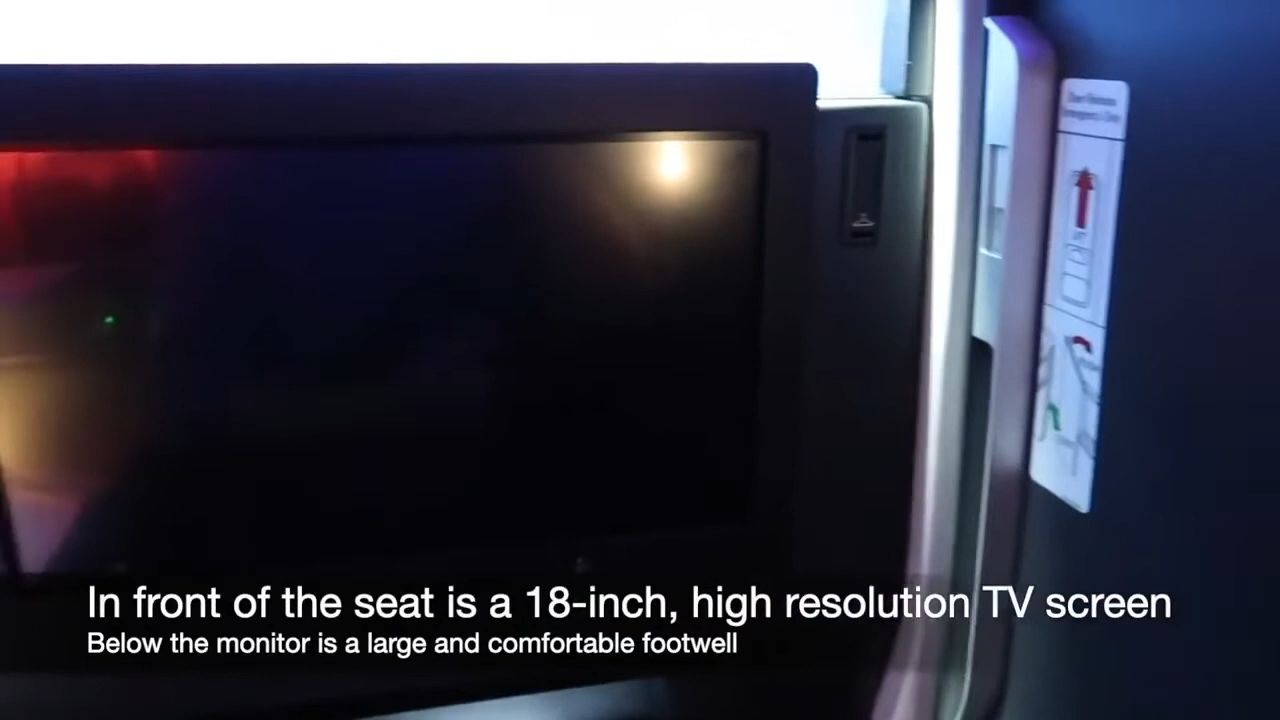 In front of the seat is a 18-inch, high resolution TV screen
Below the monitor is a large and comfortable footwell